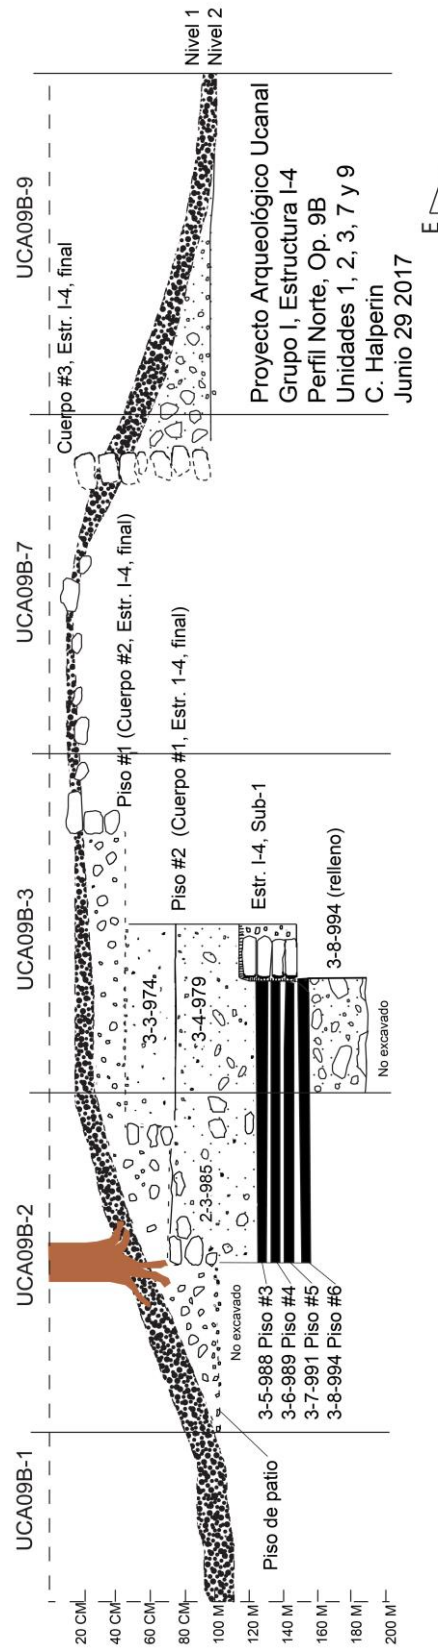 UCA09B-1
UCA09B-2
UCA09B-3
UCA09B-7
UCA09B-9
Cuerpo #3, Estr. I-4, final
Nivel 1
Nivel 2
Piso #1 (Cuerpo #2, Estr. I-4, final)
Piso #2 (Cuerpo #1, Estr. 1-4, final)
Estr. I-4, Sub-1
3-8-994 (relleno)
3-3-974
3-4-979
2-3-985
No excavado
No excavado
3-5-988 Piso #3
3-6-989 Piso #4
3-7-991 Piso #5
3-8-994 Piso #6
Piso de patio
20 CM
40 CM
60 CM
80 CM
100 M
120 M
140 M
160 M
180 M
200 M
Proyecto Arqueológico Ucanal
Grupo I, Estructura I-4
Perfil Norte, Op. 9B
Unidades 1, 2, 3, 7 y 9
C. Halperin
Junio 29 2017
E